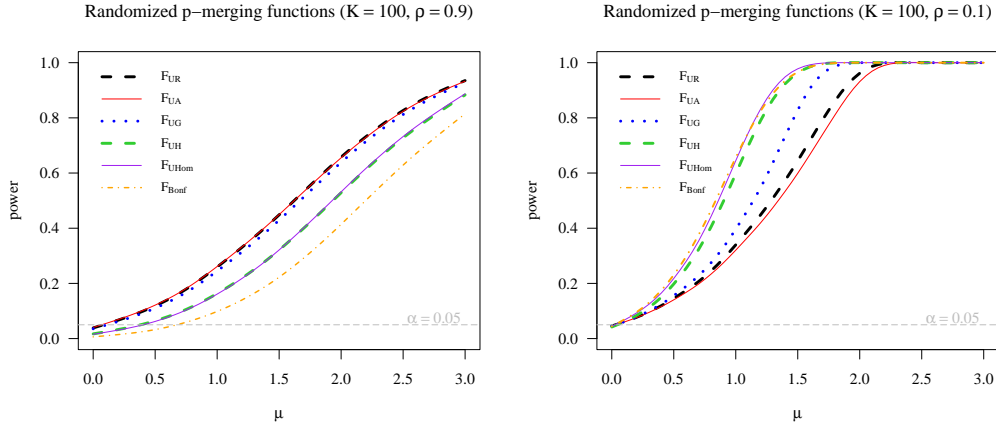 Randomized p−merging functions (K = 100, ρ = 0.9)
power
1.0
0.8
0.6
0.4
0.2
0.0
F_UR
F_UA
F_UG
F_UH
F_UHom
F_Bonf
α = 0.05
0.0 0.5 1.0 1.5 2.0 2.5 3.0
μ
Randomized p−merging functions (K = 100, ρ = 0.1)
power
1.0
0.8
0.6
0.4
0.2
0.0
F_UR
F_UA
F_UG
F_UH
F_UHom
F_Bonf
α = 0.05
0.0 0.5 1.0 1.5 2.0 2.5 3.0
μ